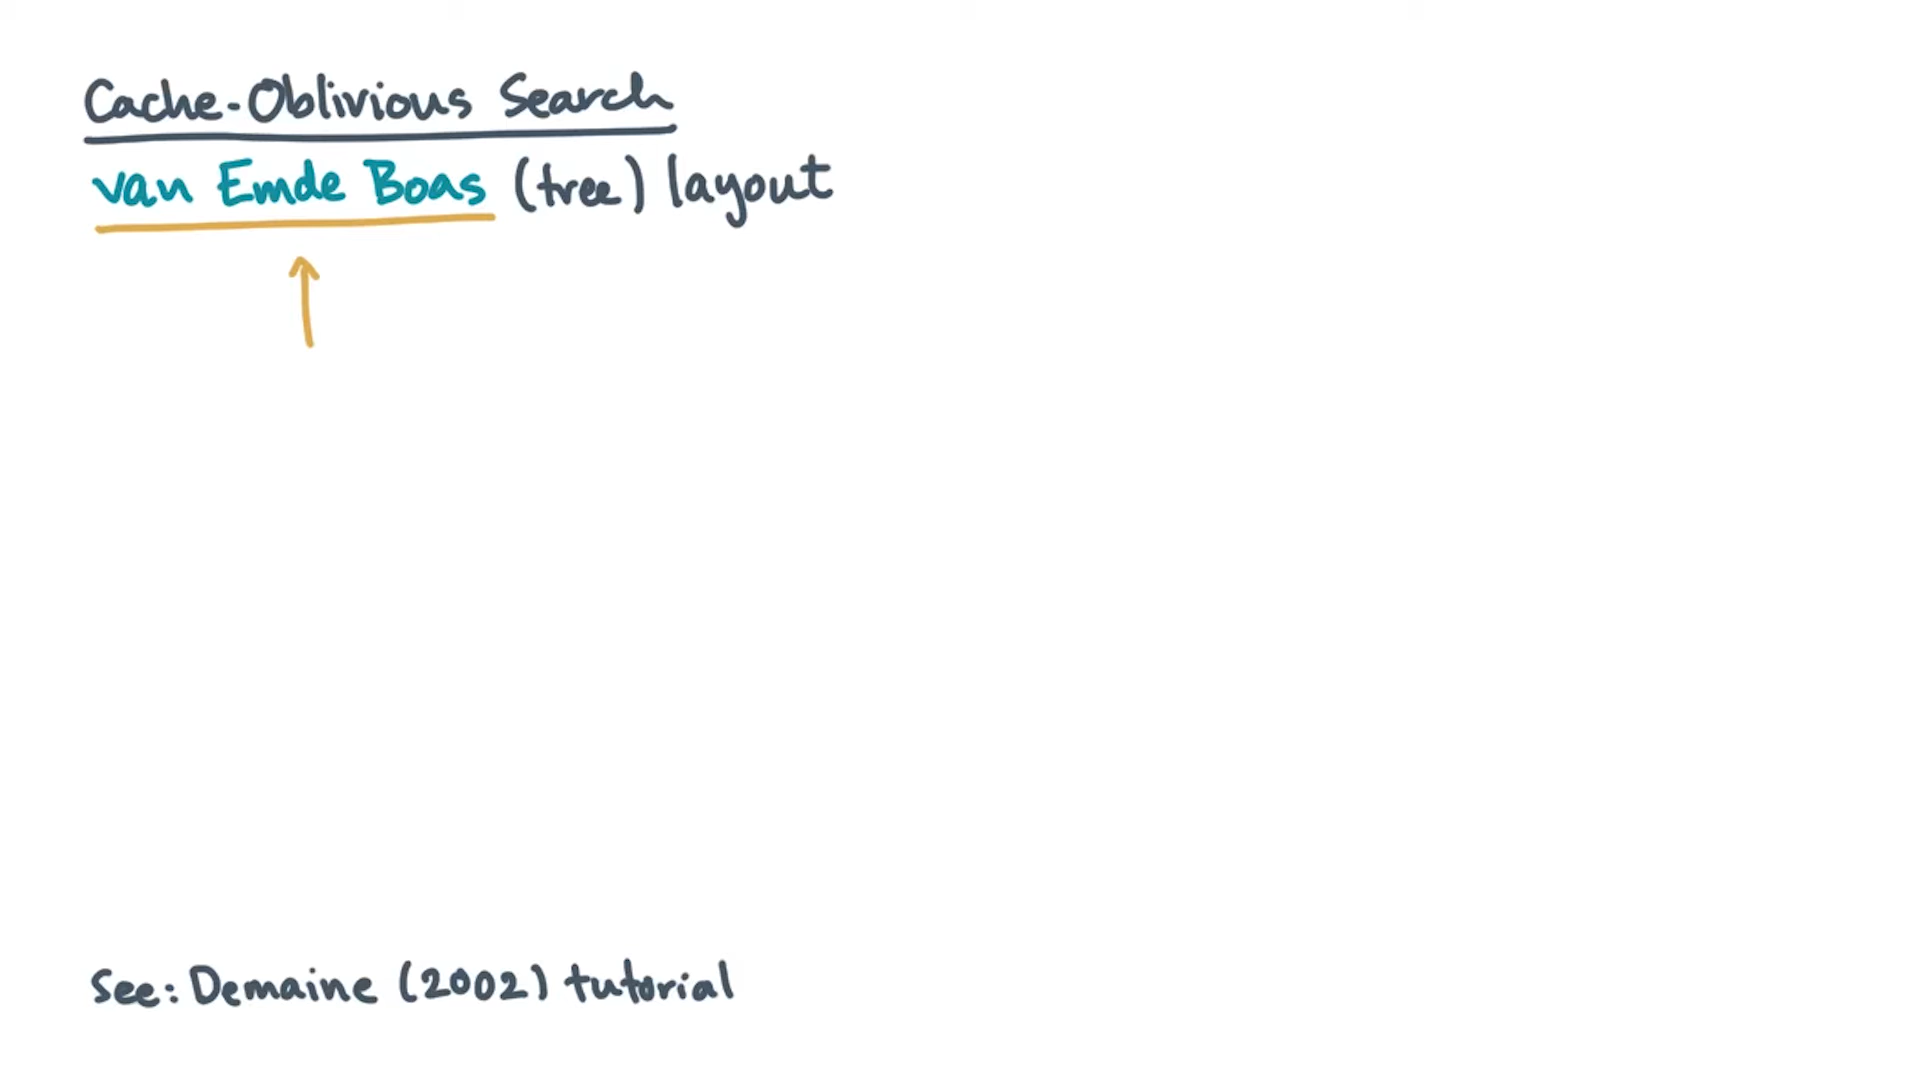 Cache-Oblivious Search
van Emde Boas (tree) layout
See: Demaine (2002) tutorial